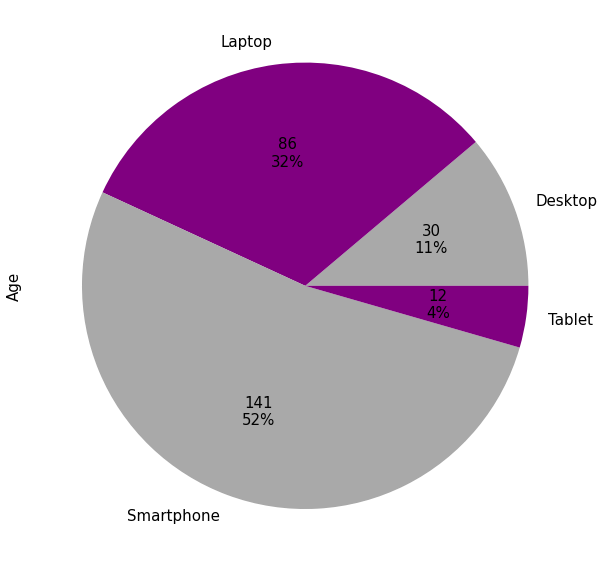 Laptop
86
32%
Desktop
30
11%
Age
12
4%
Tablet
141
52%
Smartphone